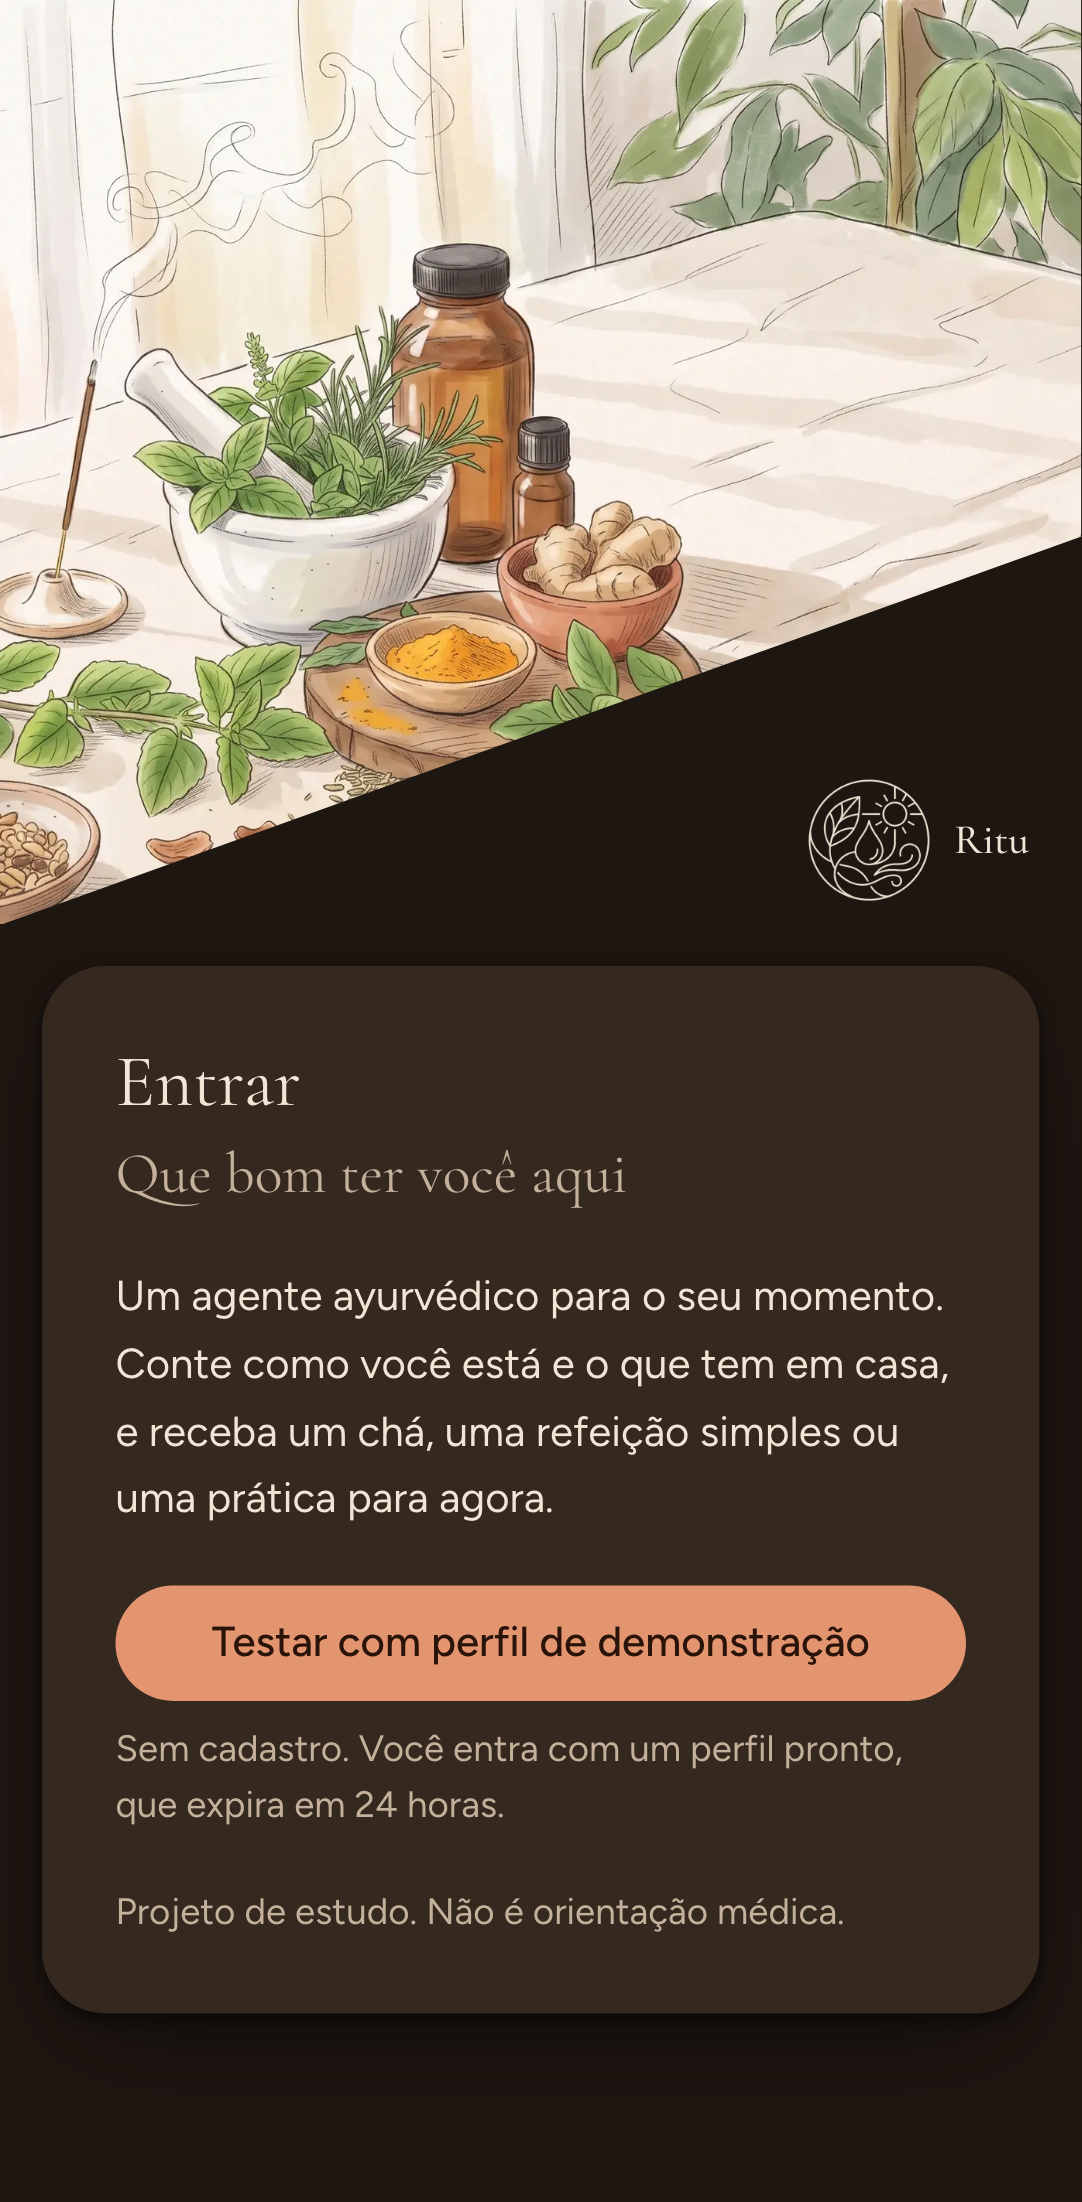 Ritu
Entrar
Que bom ter você aqui
Um agente ayurvédico para o seu momento.
Conte como você está e o que tem em casa,
e receba um chá, uma refeição simples ou
uma prática para agora.
Testar com perfil de demonstração
Sem cadastro. Você entra com um perfil pronto,
que expira em 24 horas.
Projeto de estudo. Não é orientação médica.